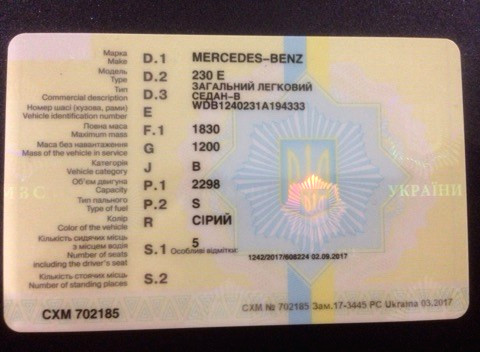 Марка
Make D.1 MERCEDES-BENZ
Модель
Type D.2 230 E
Тип
Commercial description D.3 ЗАГАЛЬНИЙ ЛЕГКОВИЙ
СЕДАН-В
Номер шасі (кузова, рами)
Vehicle identification number E WDB1240231A194333
Повна маса
Maximum mass F.1 1830
Маса без навантаження
Mass of the vehicle in service G 1200
Категорія
Vehicle category J B
Об'єм двигуна
Capacity P.1 2298
Тип пального
Type of fuel P.2 S
Колір
Color of the vehicle R СІРИЙ
Кількість сидячих місць
з місцем водія
Number of seats
including the driver's seat S.1 5 Особливі відмітки:
1242/2017/606224 02.09.2017
Кількість стоячих місць
Number of standing places S.2
МВС УКРАЇНИ
СХМ 702185
СХМ № 702185 Зам.17-3445 РС Ukraina 03.2017